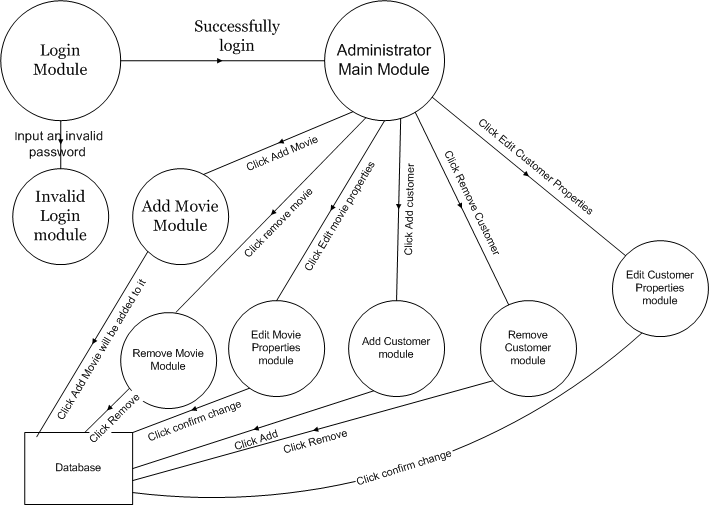 Login
Module
Successfully
login
Administrator
Main Module
Input an invalid
password
Invalid
Login
module
Click Add Movie
Add Movie
Module
Click remove movie
Click Edit movie properties
Click Add customer
Click Remove Customer
Click Edit Customer Properties
Click Add Movie will be added to it
Remove Movie
Module
Edit Movie
Properties
module
Add Customer
module
Remove
Customer
module
Edit Customer
Properties
module
Click Remove
Click confirm change
Click Add
Click Remove
Click confirm change
Database